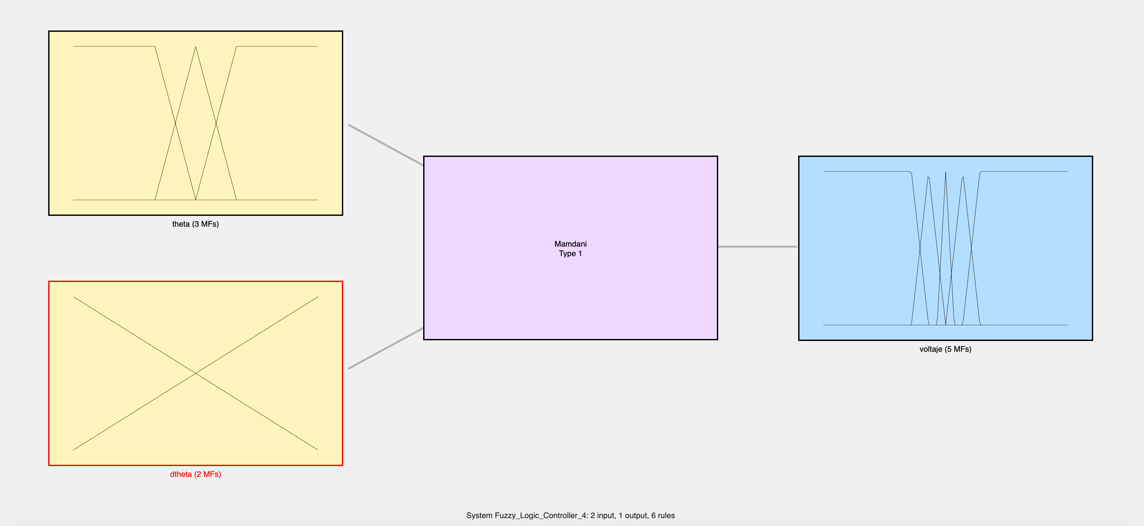 theta (3 MFs)
Mamdani
Type 1
voltaje (5 MFs)
dtheta (2 MFs)
System Fuzzy_Logic_Controller_4: 2 input, 1 output, 6 rules